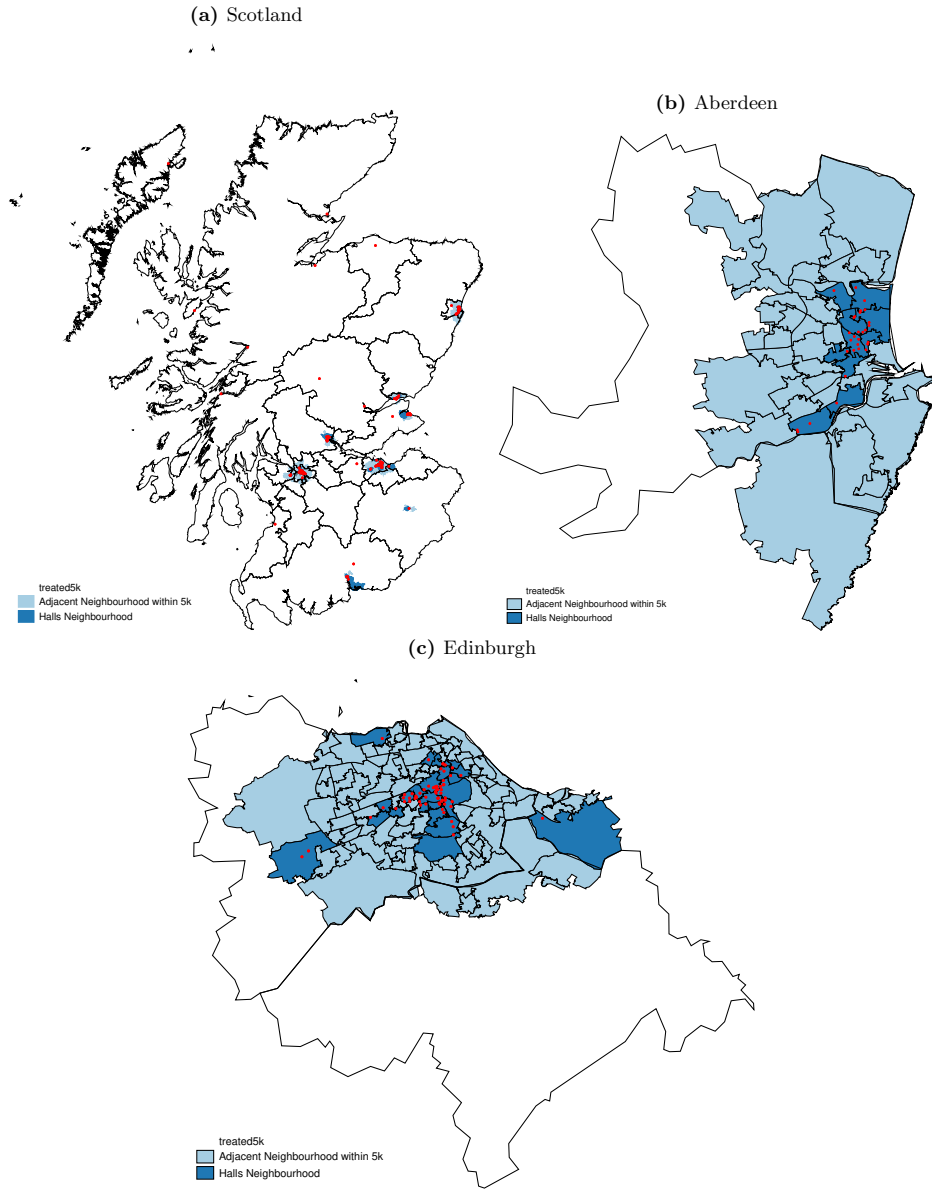 (a) Scotland
(b) Aberdeen
treated5k
Adjacent Neighbourhood within 5k
Halls Neighbourhood
treated5k
Adjacent Neighbourhood within 5k
Halls Neighbourhood
(c) Edinburgh
treated5k
Adjacent Neighbourhood within 5k
Halls Neighbourhood